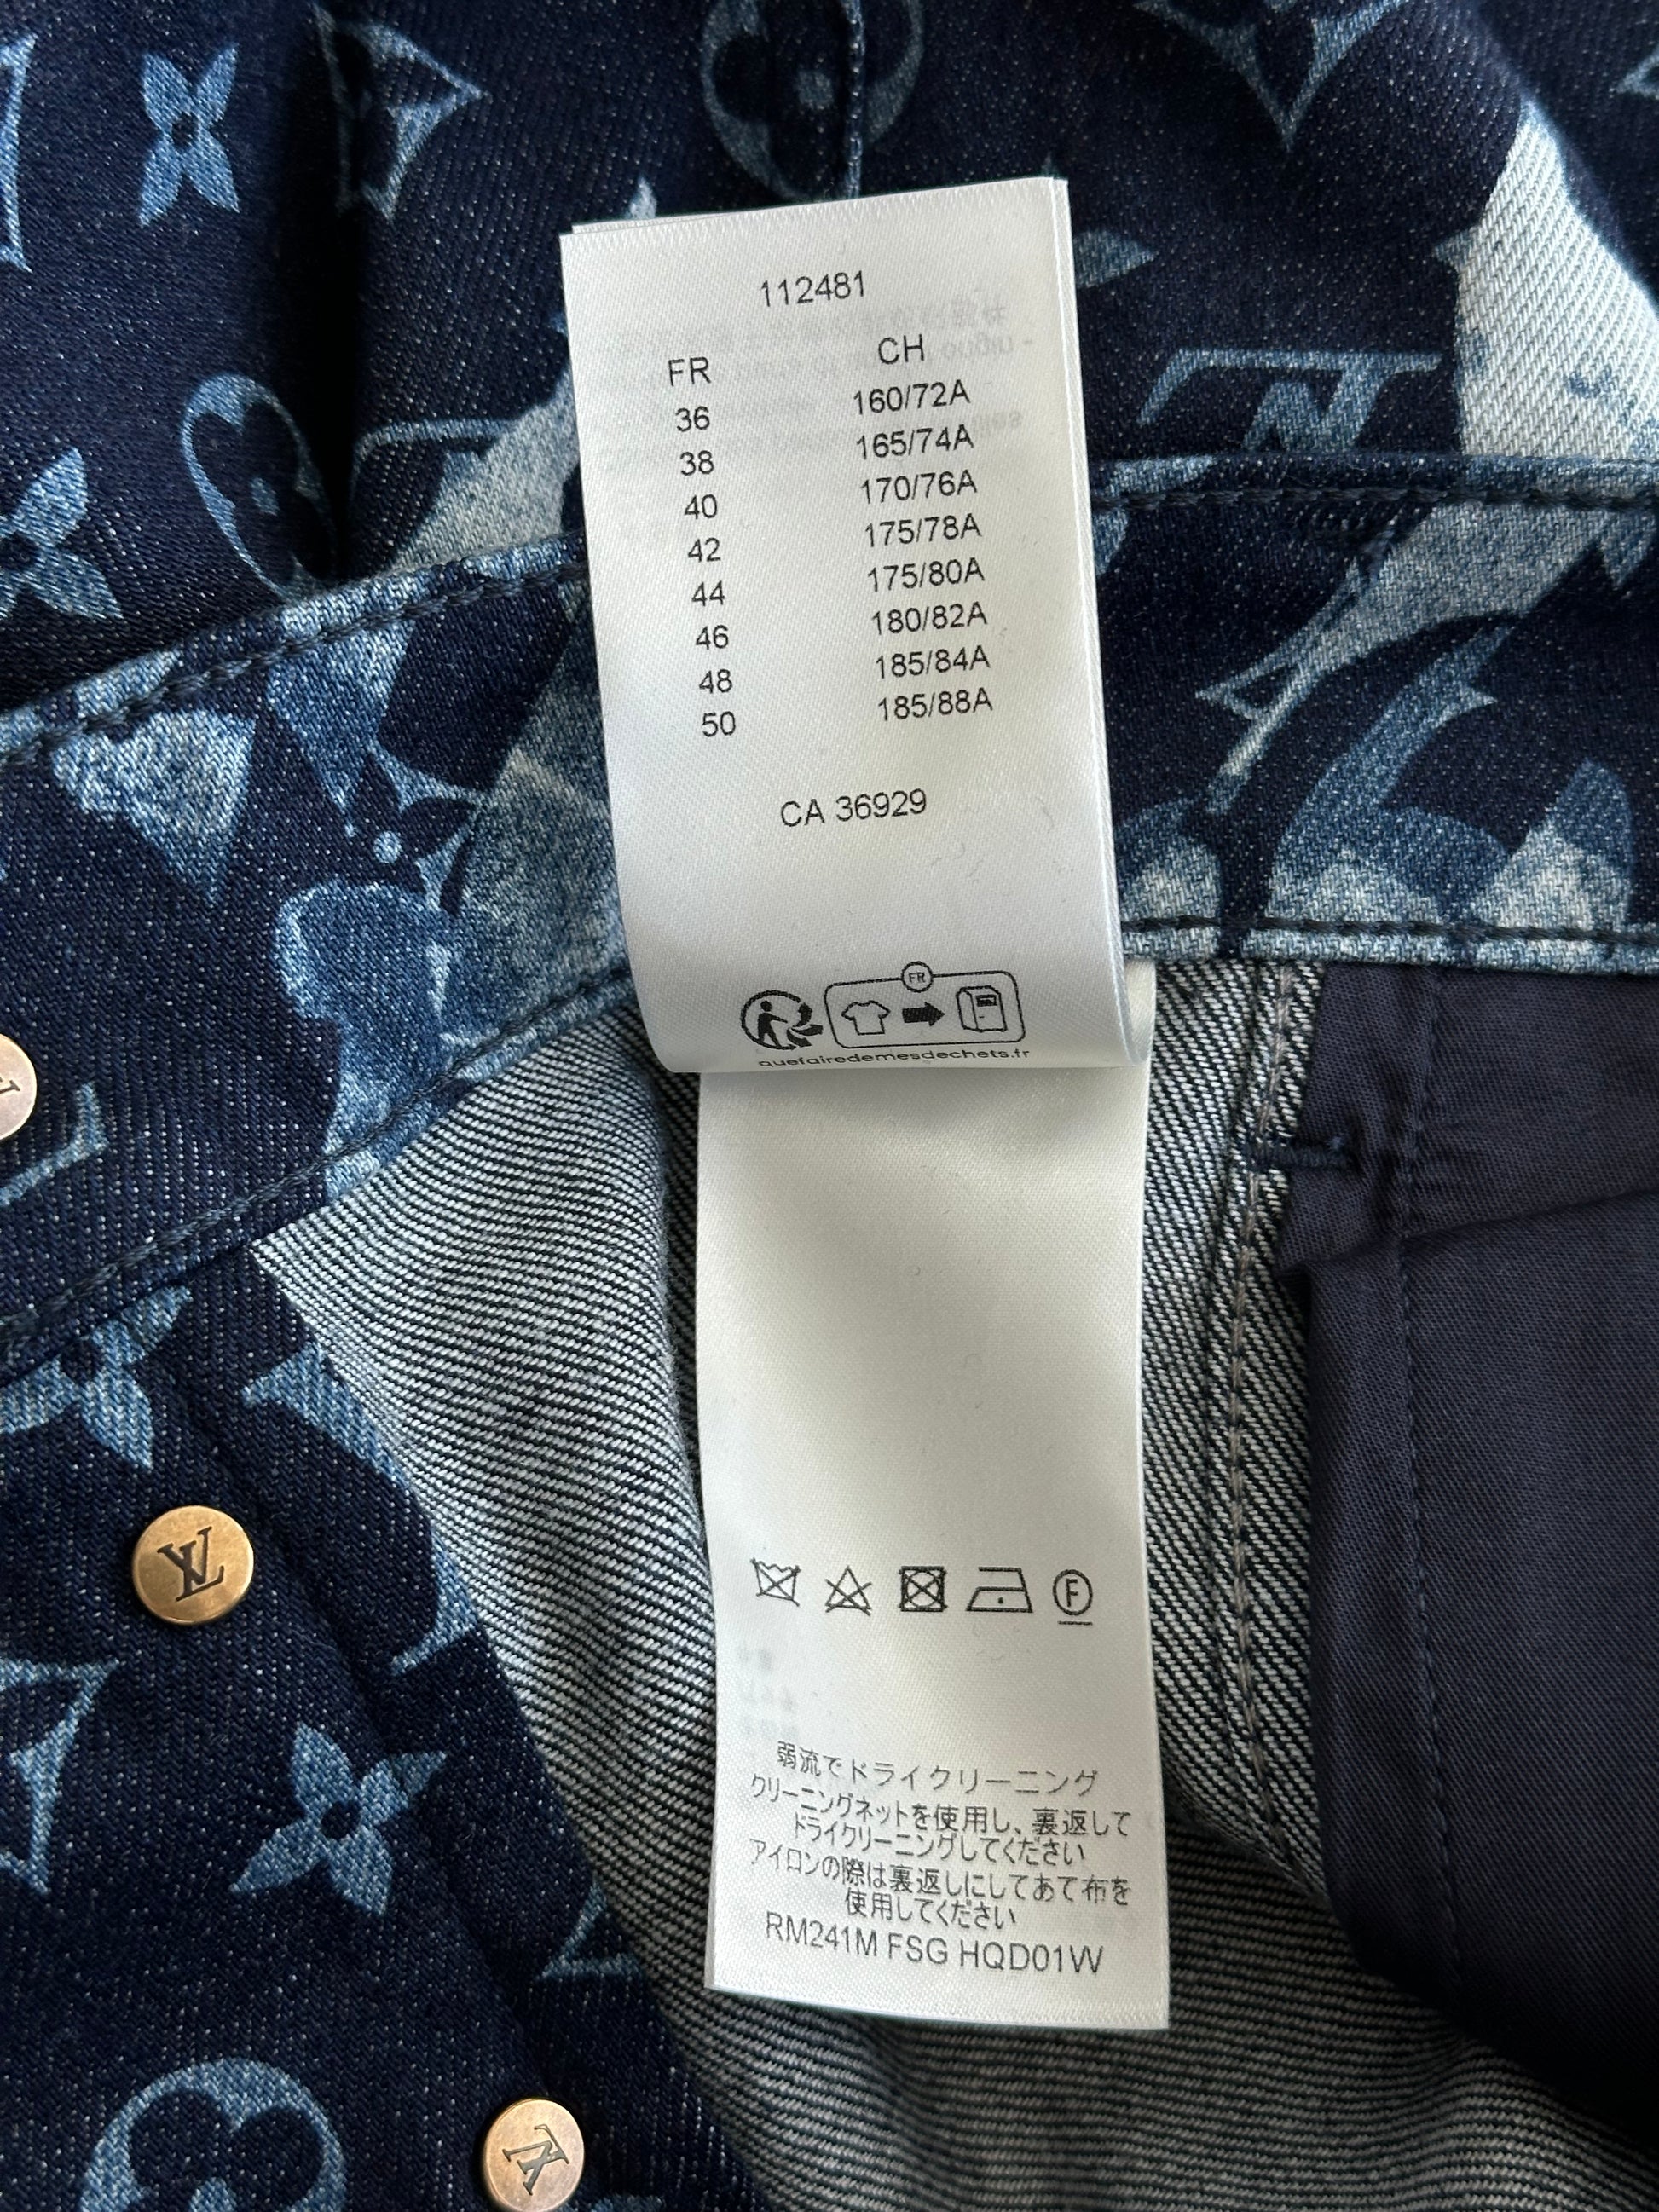 112481
FR CH
36 160/72A
38 165/74A
40 170/76A
42 175/78A
44 175/80A
46 180/82A
48 185/84A
50 185/88A
CA 36929
FR
quefairedemesdechets.fr
F
弱流でドライクリーニング
クリーニングネットを使用し、裏返して
ドライクリーニングしてください
アイロンの際は裏返しにしてあて布を
使用してください
RM241M FSG HQD01W
LV
LV